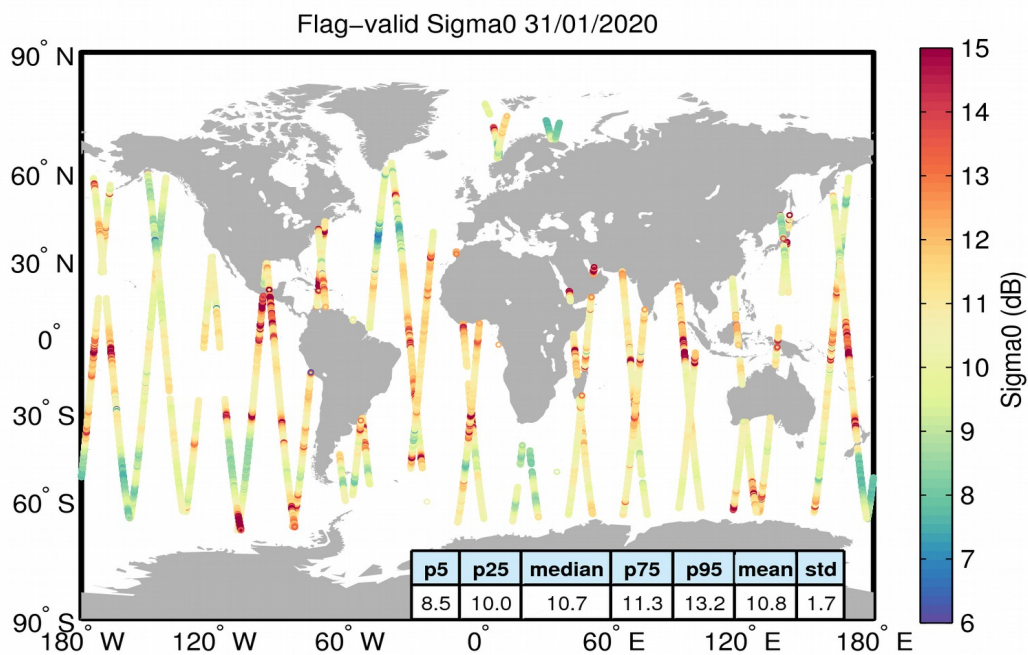 Flag−valid Sigma0 31/01/2020
90° N
60° N
30° N
0°
30° S
60° S
90° S
180° W
120° W
60° W
0°
60° E
120° E
180° E
15
14
13
12
11
10
9
8
7
6
Sigma0 (dB)
p5 p25 median p75 p95 mean std
8.5 10.0 10.7 11.3 13.2 10.8 1.7